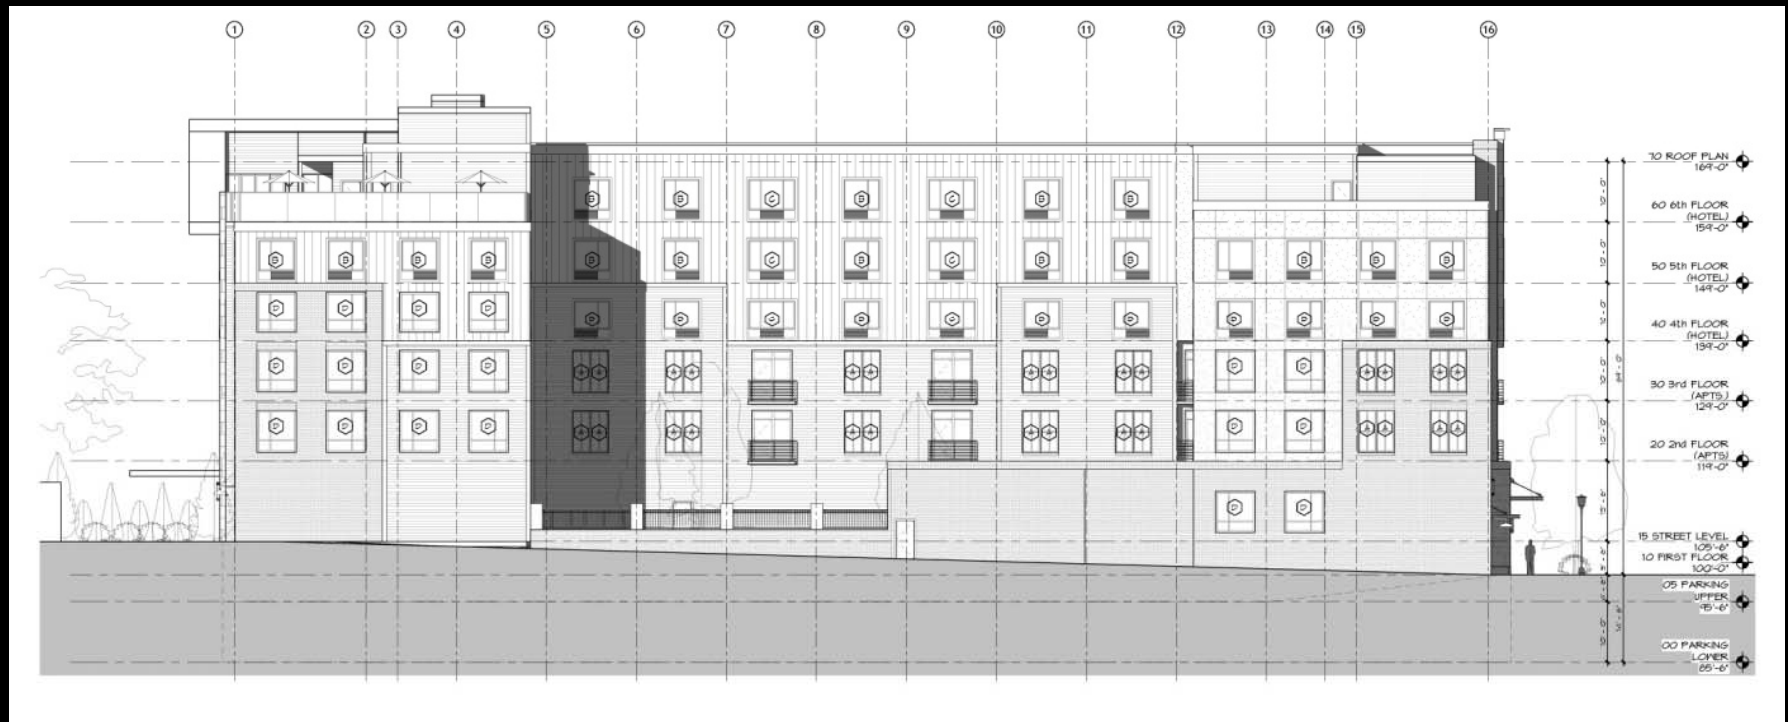 1 2 3 4 5 6 7 8 9 10 11 12 13 14 15 16
70 ROOF PLAN
169'-0"
60 6th FLOOR
(HOTEL)
159'-0"
50 5th FLOOR
(HOTEL)
149'-0"
40 4th FLOOR
(HOTEL)
139'-0"
30 3rd FLOOR
(APTS.)
129'-0"
20 2nd FLOOR
(APTS)
119'-0"
15 STREET LEVEL
105'-6"
10 FIRST FLOOR
100'-0"
05 PARKING
UPPER
95'-6"
00 PARKING
LOWER
85'-6"
B B C B C B B
B B B B B B C B C B B B B B
D D D D B B C B C B B D B B B
D D D D A A A A A A A A A A D D A A A A
D D D D A A A A A A A A A A D D A A A A
D D